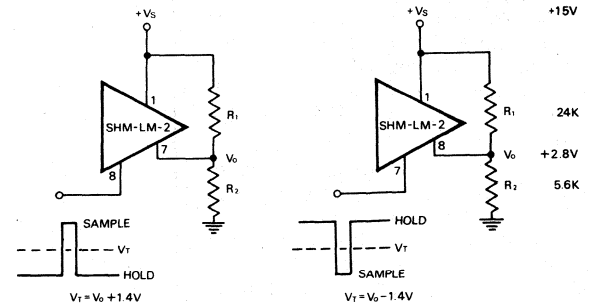 +VS
1
R1
SHM-LM-2
7
Vo
8
R2
SAMPLE
VT
HOLD
VT = Vo +1.4V
+VS
+15V
1
R1
24K
SHM-LM-2
8
Vo
+2.8V
7
R2
5.6K
HOLD
VT
SAMPLE
VT = Vo -1.4V